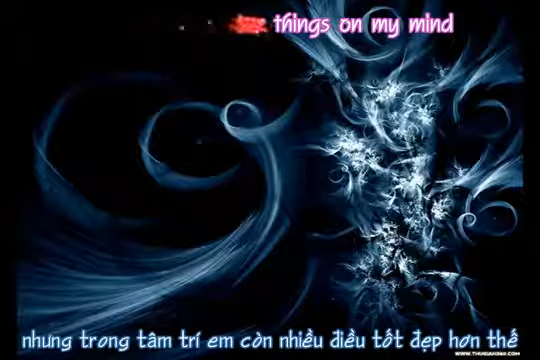 things on my mind
nhưng trong tâm trí em còn nhiều điều tốt đẹp hơn thế